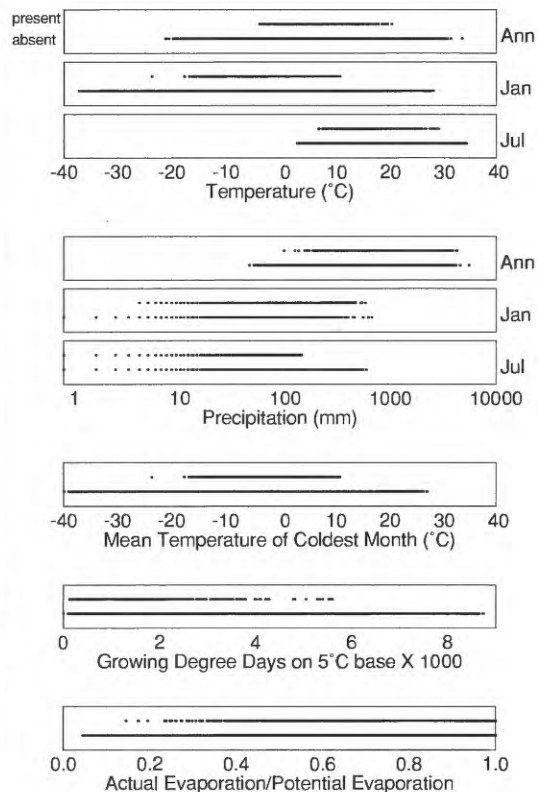 present
absent
Ann
Jan
Jul
-40 -30 -20 -10 0 10 20 30 40
Temperature (˚C)
Ann
Jan
Jul
1 10 100 1000 10000
Precipitation (mm)
-40 -30 -20 -10 0 10 20 30 40
Mean Temperature of Coldest Month (˚C)
0 2 4 6 8
Growing Degree Days on 5˚C base X 1000
0.0 0.2 0.4 0.6 0.8 1.0
Actual Evaporation/Potential Evaporation